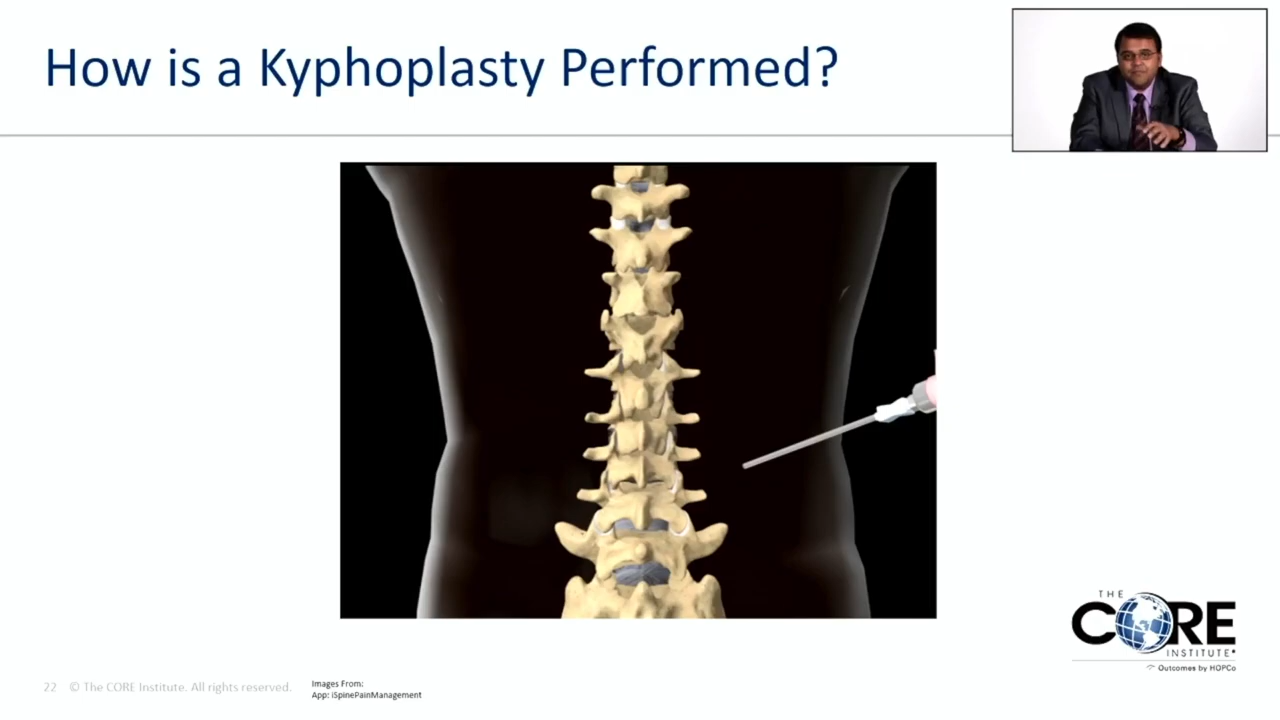 How is a Kyphoplasty Performed?
THE
CORE
INSTITUTE®
Outcomes by HOPCo
22 © The CORE Institute. All rights reserved.
Images From:
App: iSpinePainManagement